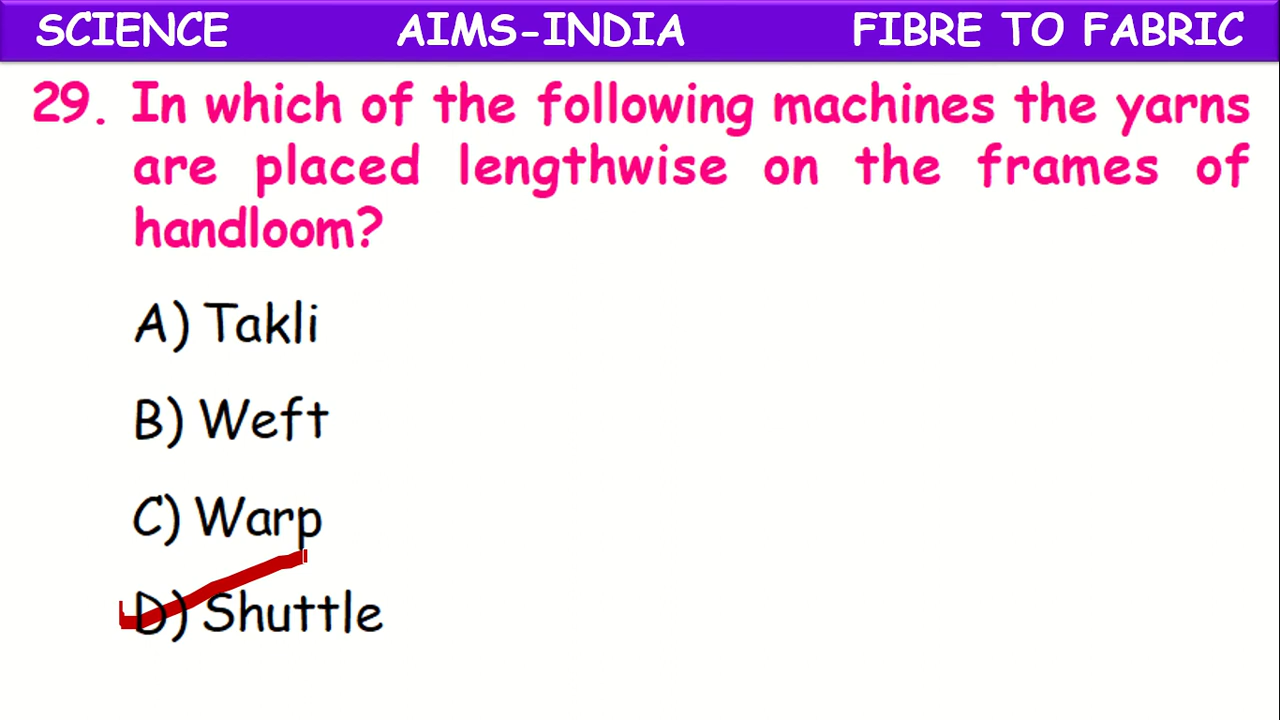 SCIENCE AIMS-INDIA FIBRE TO FABRIC
29. In which of the following machines the yarns
are placed lengthwise on the frames of
handloom?
A) Takli
B) Weft
C) Warp
D) Shuttle